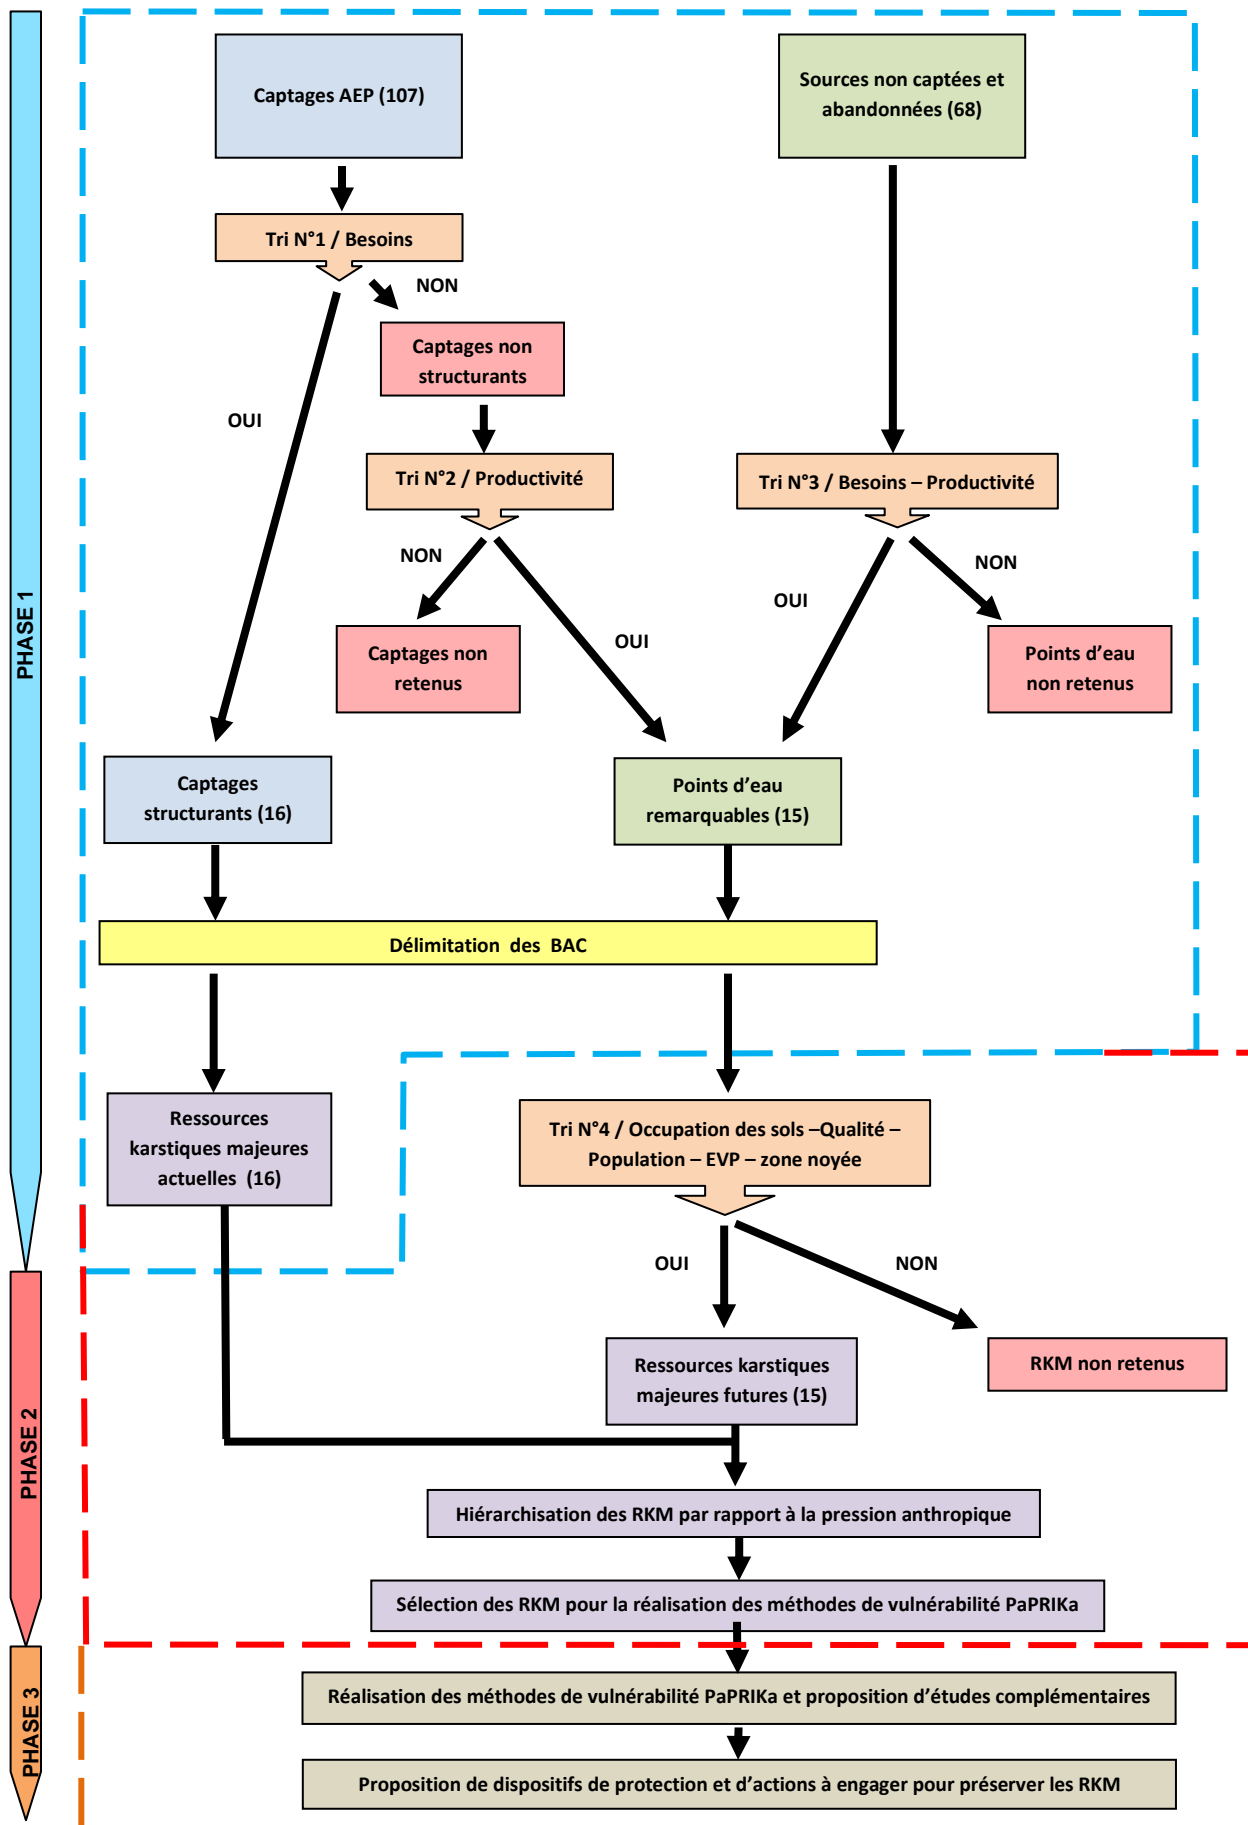 Captages AEP (107)
Sources non captées et
abandonnées (68)
Tri N°1 / Besoins
NON
Captages non
structurants
OUI
Tri N°2 / Productivité
Tri N°3 / Besoins – Productivité
NON
OUI
OUI
NON
Captages non
retenus
Points d'eau
non retenus
PHASE 1
Captages
structurants (16)
Points d’eau
remarquables (15)
Délimitation des BAC
Ressources
karstiques majeures
actuelles (16)
Tri N°4 / Occupation des sols –Qualité –
Population – EVP – zone noyée
OUI
NON
Ressources karstiques
majeures futures (15)
RKM non retenus
PHASE 2
Hiérarchisation des RKM par rapport à la pression anthropique
Sélection des RKM pour la réalisation des méthodes de vulnérabilité PaPRIKa
PHASE 3
Réalisation des méthodes de vulnérabilité PaPRIKa et proposition d’études complémentaires
Proposition de dispositifs de protection et d’actions à engager pour préserver les RKM